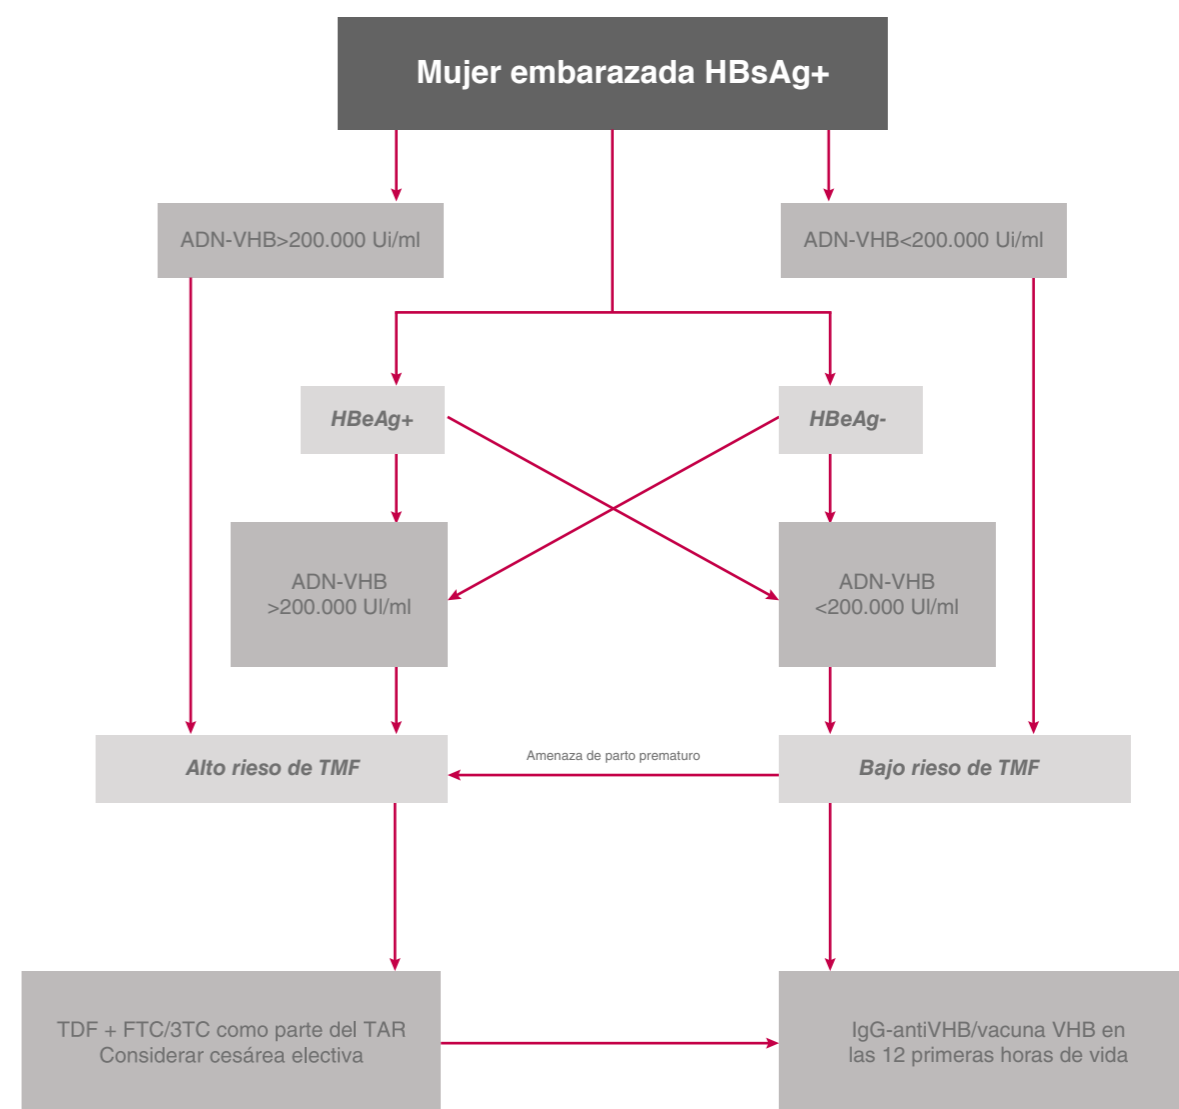 Mujer embarazada HBsAg+
ADN-VHB>200.000 Ui/ml
ADN-VHB<200.000 Ui/ml
HBeAg+
HBeAg-
ADN-VHB
>200.000 UI/ml
ADN-VHB
<200.000 UI/ml
Alto rieso de TMF
Amenaza de parto prematuro
Bajo rieso de TMF
TDF + FTC/3TC como parte del TAR
Considerar cesárea electiva
IgG-antiVHB/vacuna VHB en
las 12 primeras horas de vida